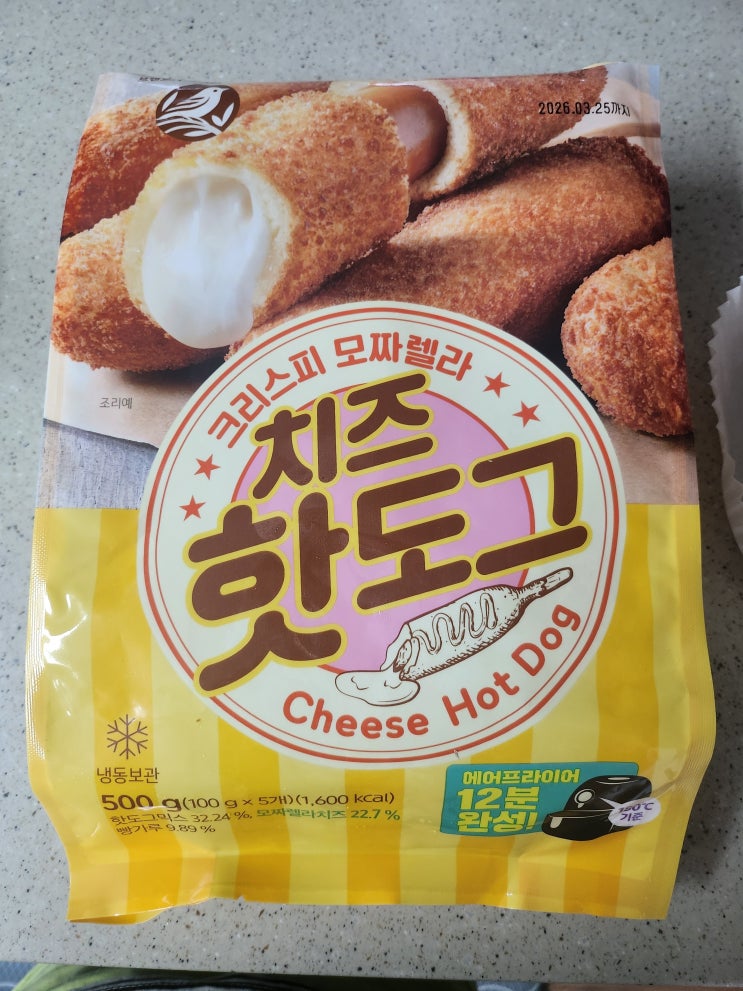 2026.03.25까지
조리예
크리스피 모짜렐라
치즈
핫도그
Cheese Hot Dog
냉동보관
500 g(100 g × 5개)(1,600 kcal)
핫도그믹스 32.24 %, 모짜렐라치즈 22.7 %
빵가루 9.89 %
에어프라이어
12분
완성!
기준